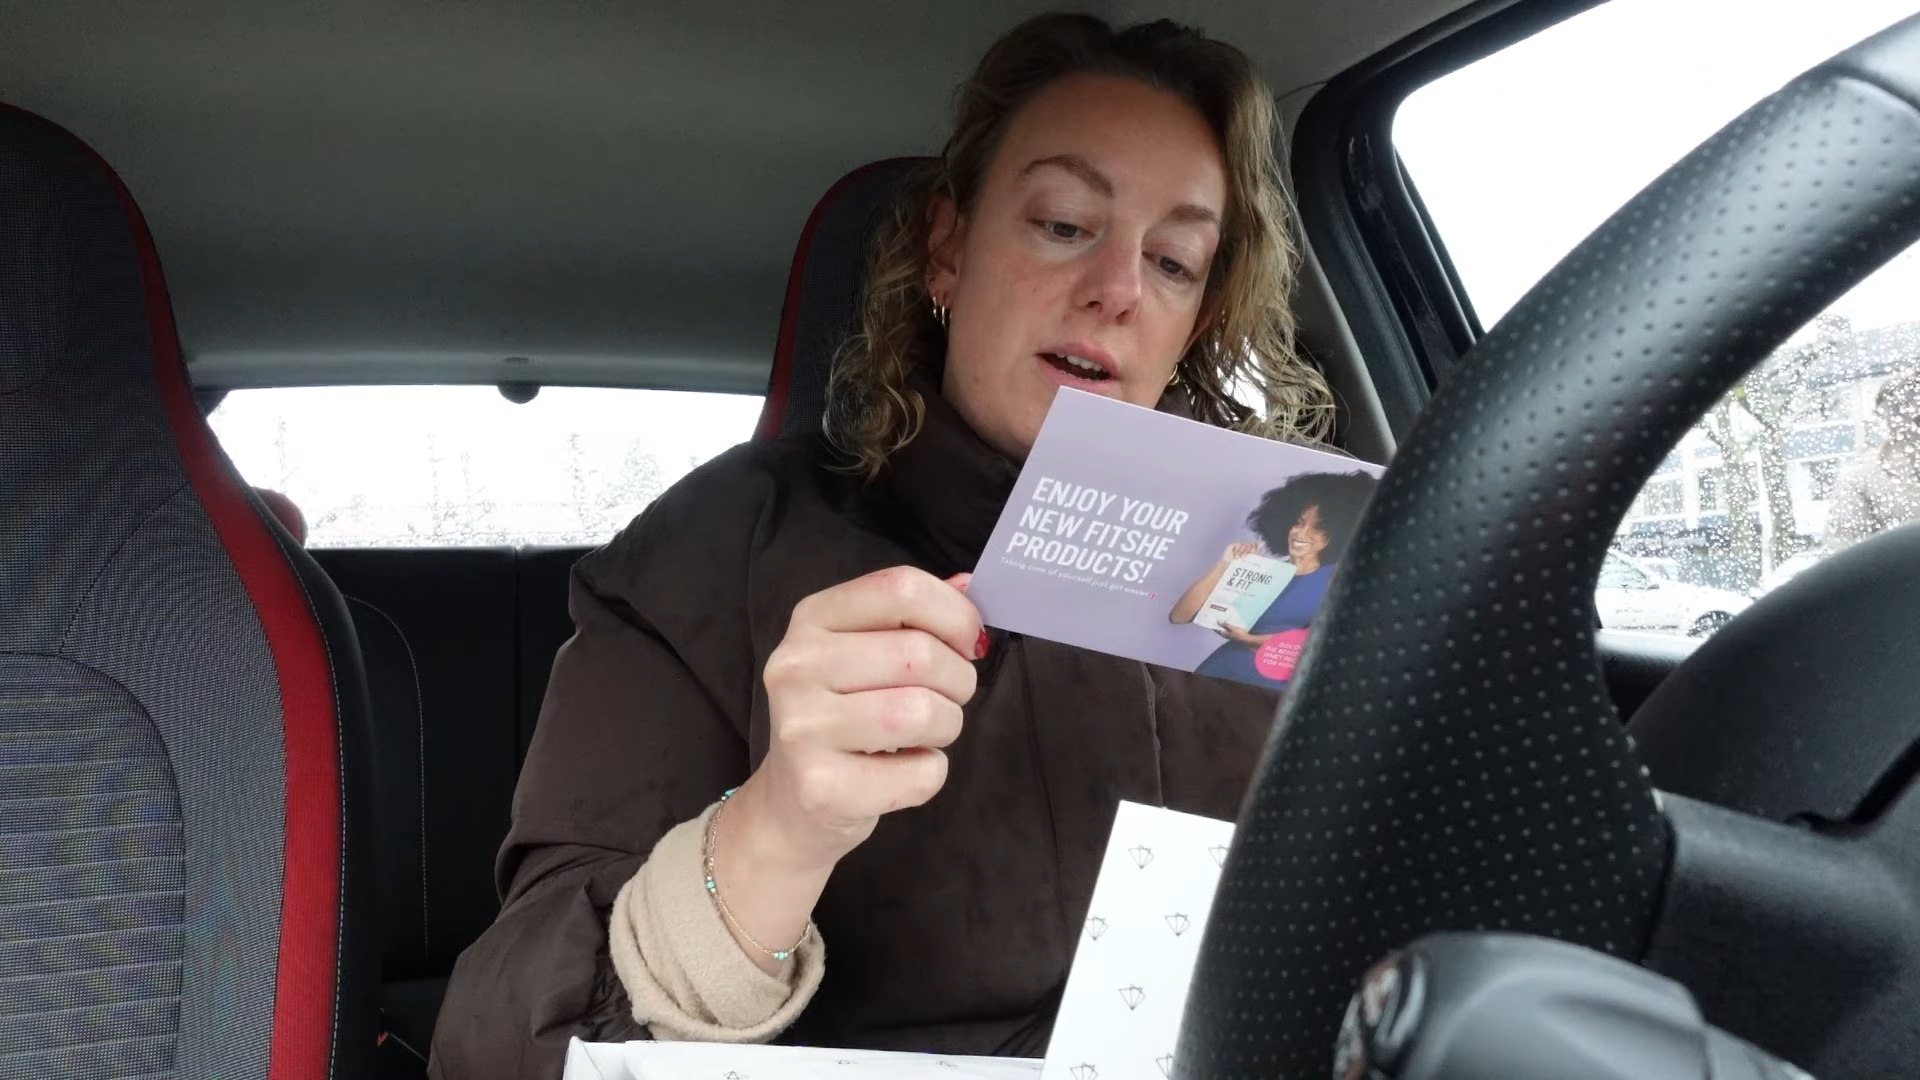 ENJOY YOUR
NEW FITSHE
PRODUCTS!
Taking care of yourself just got easier
STRONG
& FIT